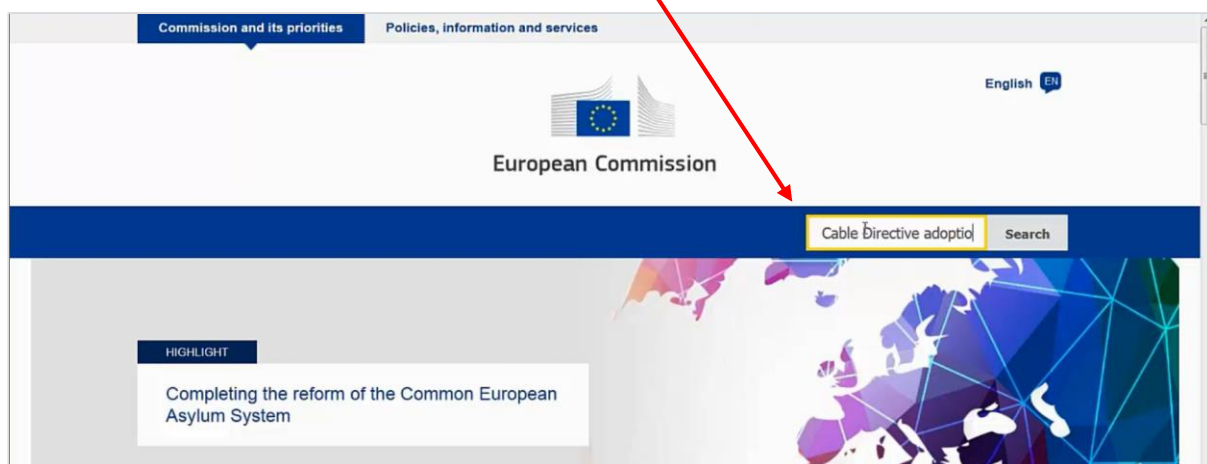 Commission and its priorities Policies, information and services
English EN
European Commission
Cable Directive adoptio Search
HIGHLIGHT
Completing the reform of the Common European
Asylum System